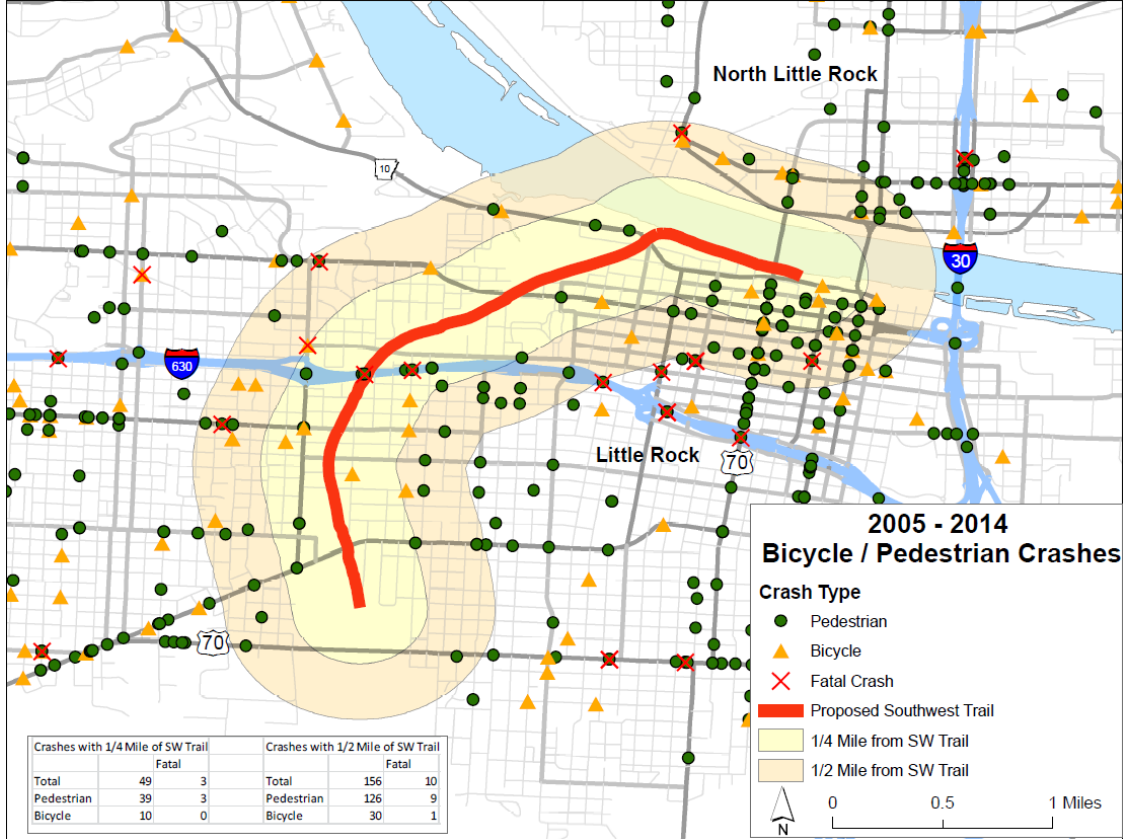 North Little Rock
10
30
630
Little Rock
70
70
2005 - 2014
Bicycle / Pedestrian Crashes
Crash Type
Pedestrian
Bicycle
Fatal Crash
Proposed Southwest Trail
1/4 Mile from SW Trail
1/2 Mile from SW Trail
N
0 0.5 1 Miles
Crashes with 1/4 Mile of SW Trail Crashes with 1/2 Mile of SW Trail
Fatal Fatal
Total 49 3 Total 156 10
Pedestrian 39 3 Pedestrian 126 9
Bicycle 10 0 Bicycle 30 1